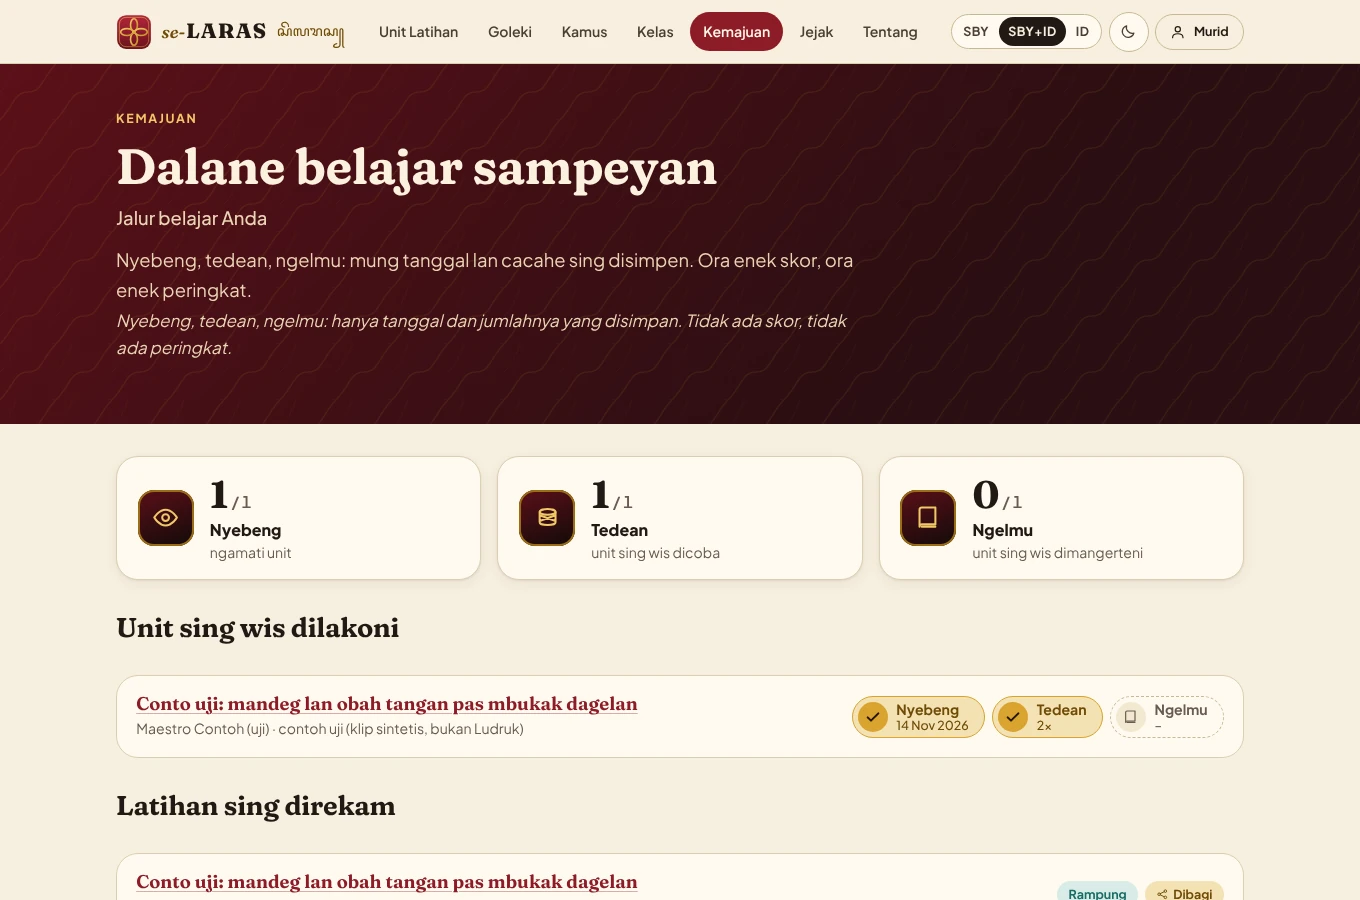 se-LARAS
Unit Latihan
Goleki
Kamus
Kelas
Kemajuan
Jejak
Tentang
SBY
SBY+ID
ID
Murid
KEMAJUAN
Dalane belajar sampeyan
Jalur belajar Anda
Nyebeng, tedean, ngelmu: mung tanggal lan cacahe sing disimpen. Ora enek skor, ora
enek peringkat.
Nyebeng, tedean, ngelmu: hanya tanggal dan jumlahnya yang disimpan. Tidak ada skor, tidak
ada peringkat.
1/1
Nyebeng
ngamati unit
1/1
Tedean
unit sing wis dicoba
0/1
Ngelmu
unit sing wis dimangerteni
Unit sing wis dilakoni
Conto uji: mandeg lan obah tangan pas mbukak dagelan
Maestro Contoh (uji) · contoh uji (klip sintetis, bukan Ludruk)
Nyebeng
14 Nov 2026
Tedean
2×
Ngelmu
–
Latihan sing direkam
Conto uji: mandeg lan obah tangan pas mbukak dagelan
Rampung
Dibagi